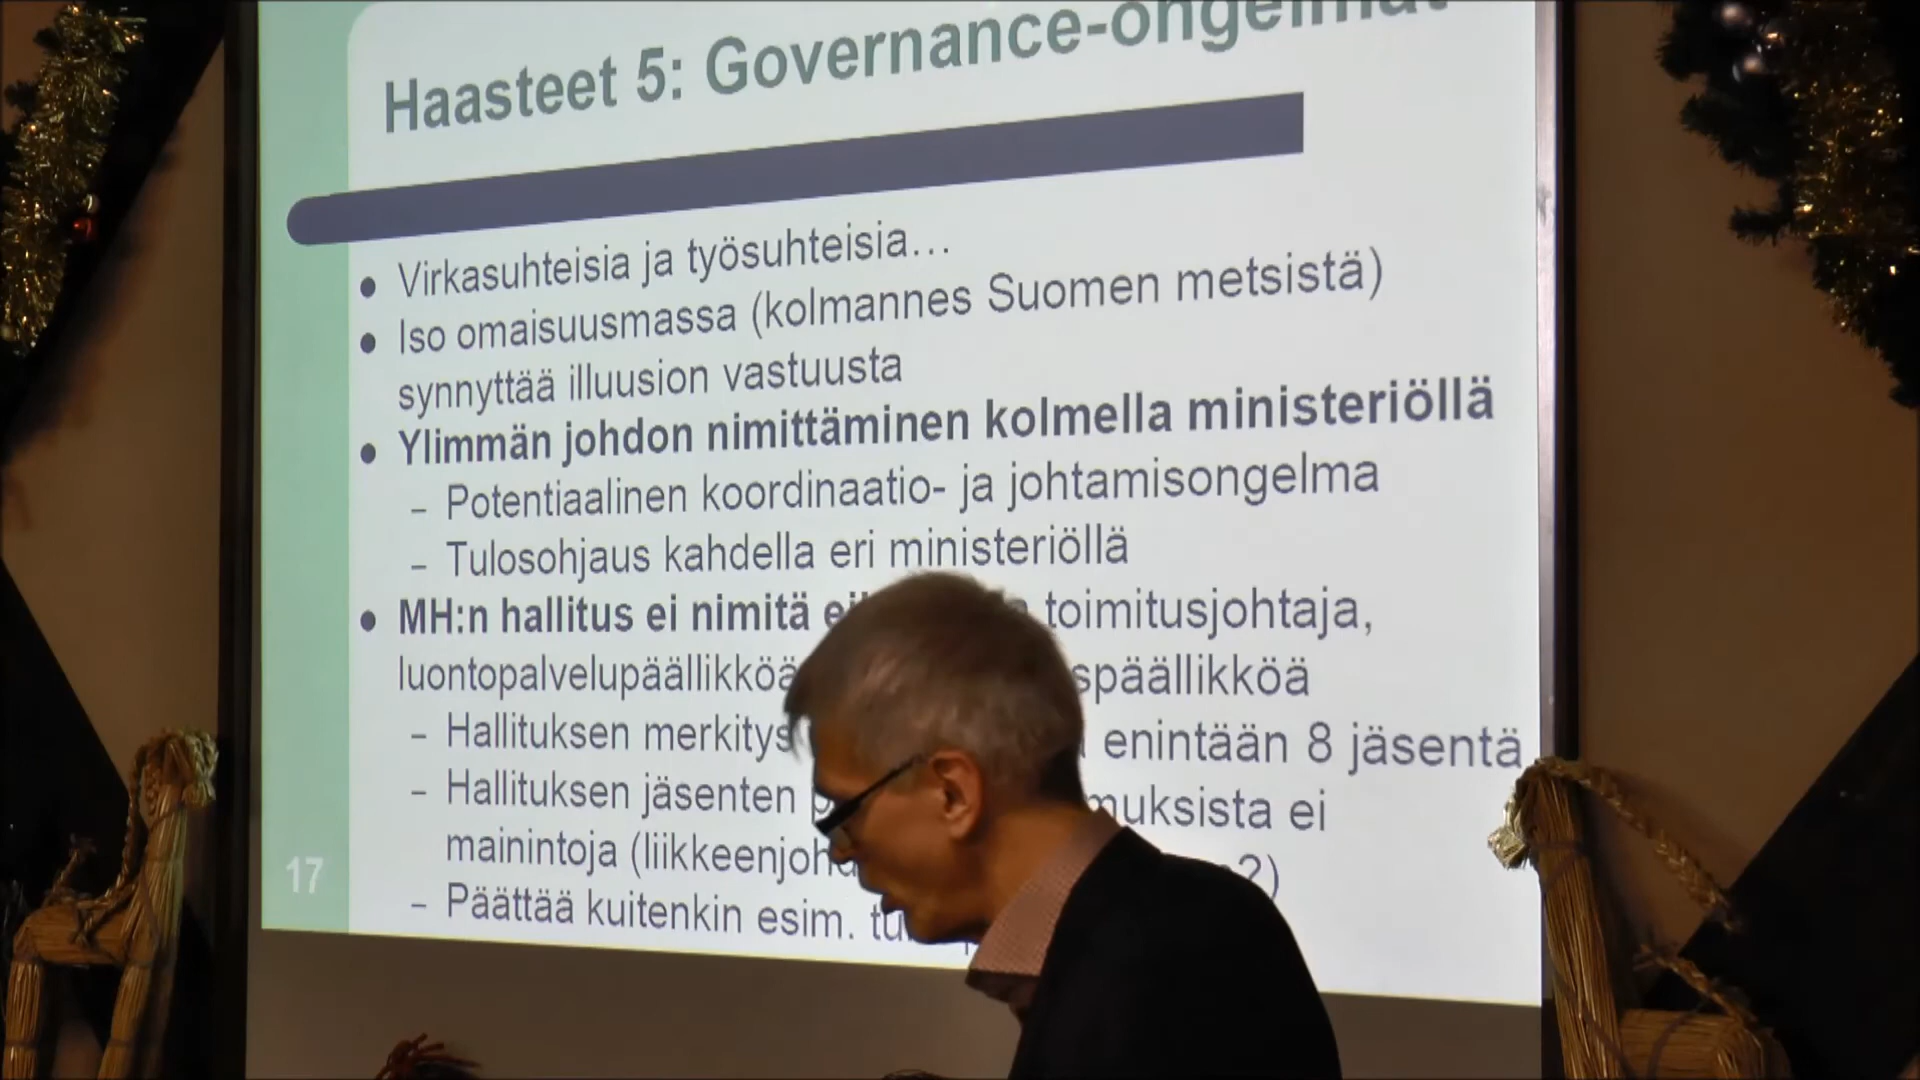 Haasteet 5: Governance-ongelmat
● Virkasuhteisia ja työsuhteisia…
● Iso omaisuusmassa (kolmannes Suomen metsistä)
synnyttää illuusion vastuusta
● Ylimmän johdon nimittäminen kolmella ministeriöllä
– Potentiaalinen koordinaatio- ja johtamisongelma
– Tulosohjaus kahdella eri ministeriöllä
● MH:n hallitus ei nimitä toimitusjohtaja,
luontopalvelupäällikköä
– Hallituksen merkitys enintään 8 jäsentä
– Hallituksen jäsenten ei
mainintoja
– Päättää kuitenkin esim.
17